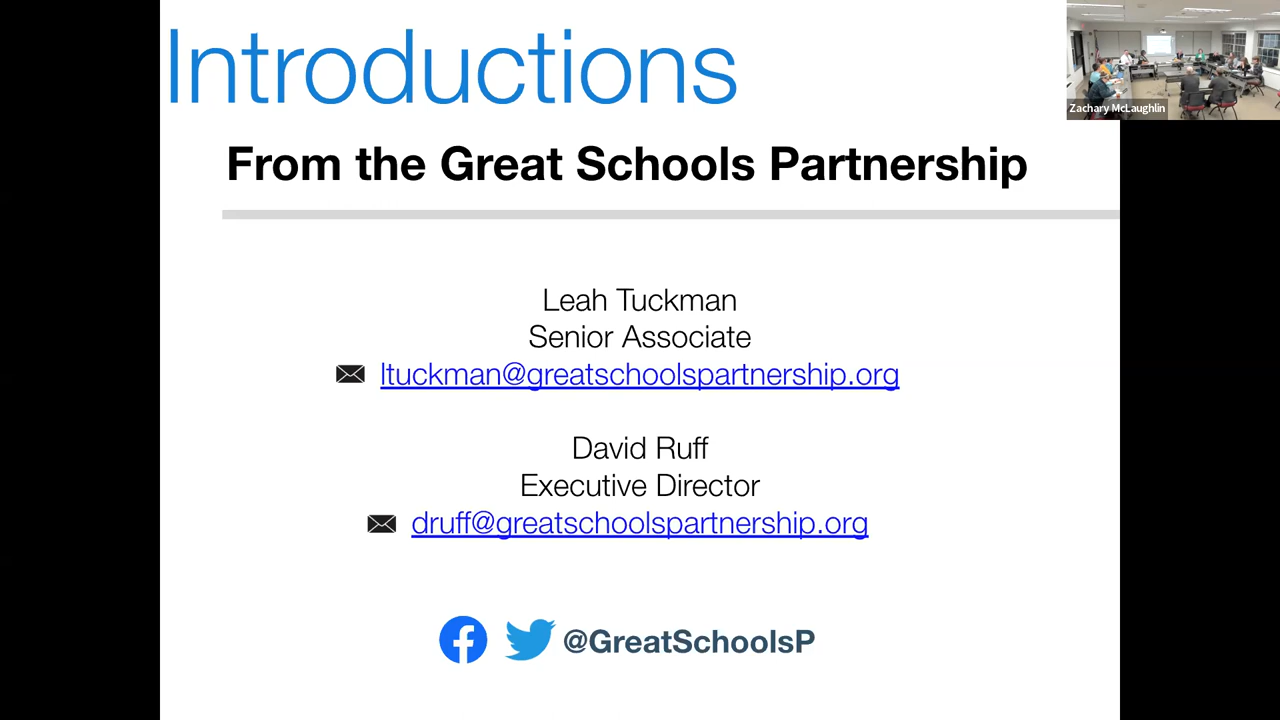 Introductions
Zachary McLaughlin
From the Great Schools Partnership
Leah Tuckman
Senior Associate
ltuckman@greatschoolspartnership.org
David Ruff
Executive Director
druff@greatschoolspartnership.org
@GreatSchoolsP